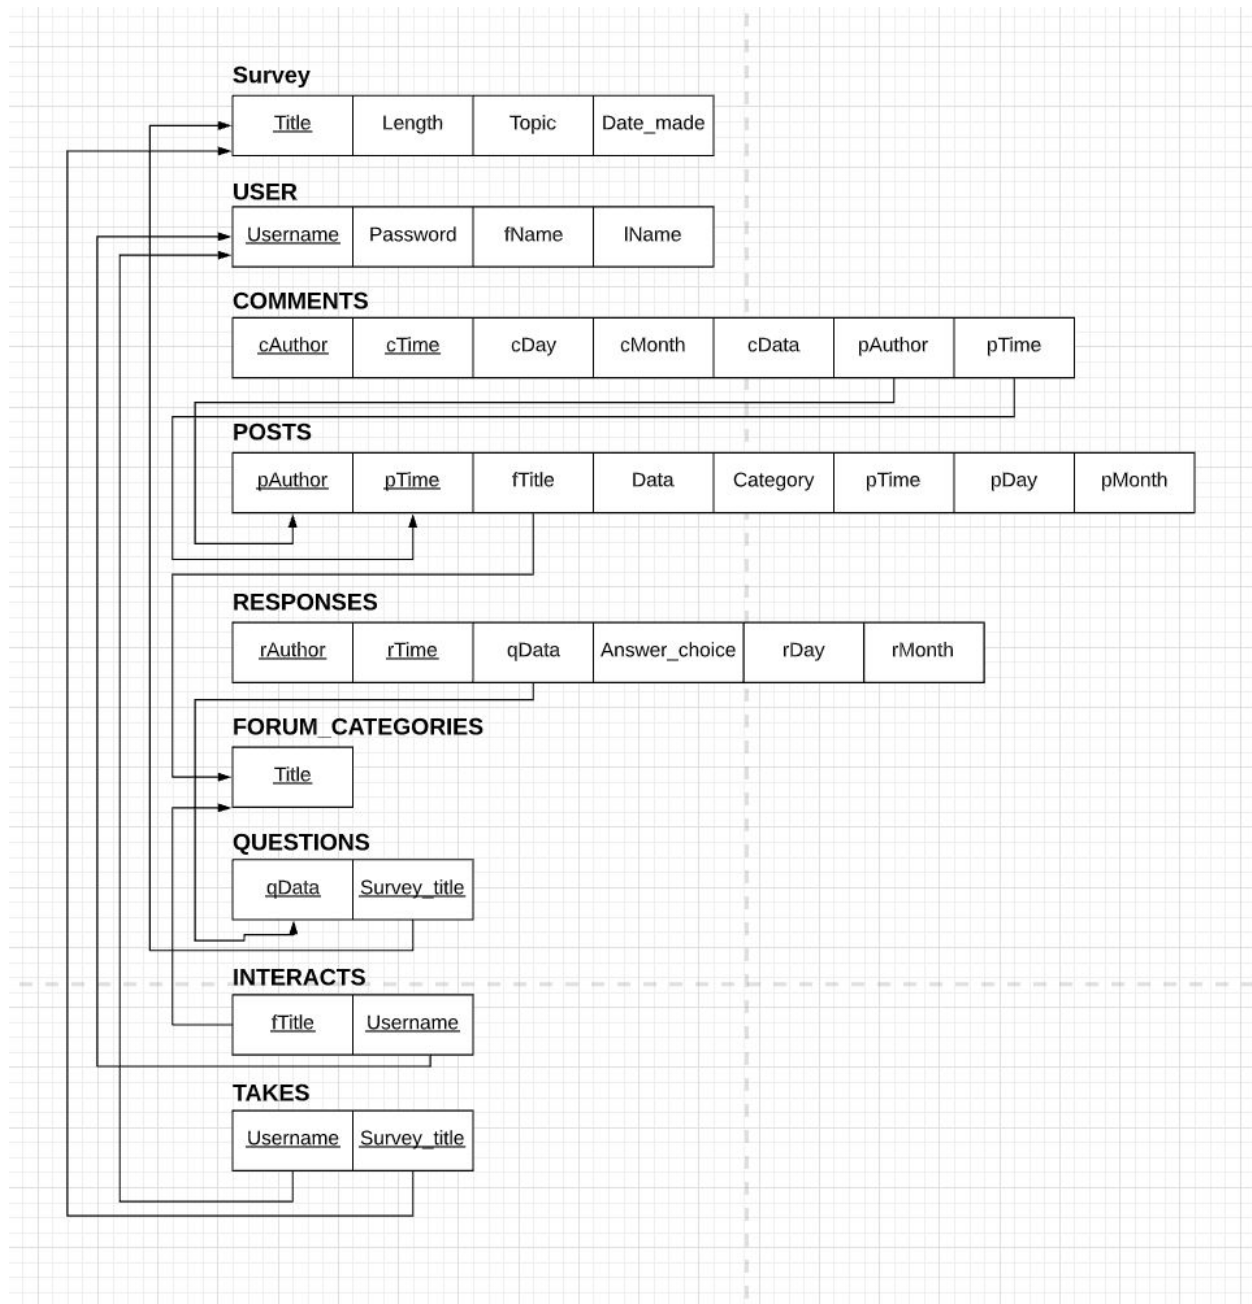 Survey
Title Length Topic Date_made
USER
Username Password fName lName
COMMENTS
cAuthor cTime cDay cMonth cData pAuthor pTime
POSTS
pAuthor pTime fTitle Data Category pTime pDay pMonth
RESPONSES
rAuthor rTime qData Answer_choice rDay rMonth
FORUM_CATEGORIES
Title
QUESTIONS
qData Survey_title
INTERACTS
fTitle Username
TAKES
Username Survey_title